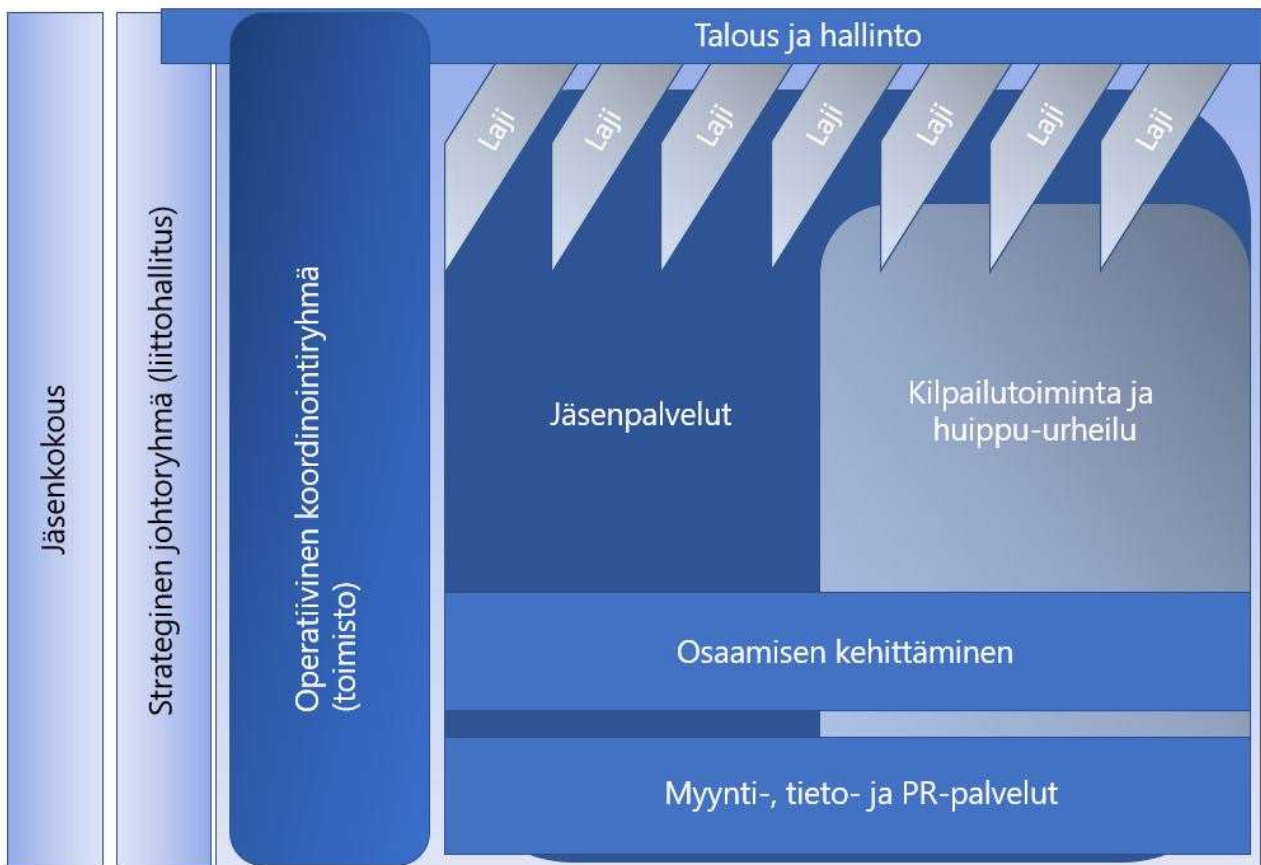 Talous ja hallinto
Laji
Laji
Laji
Laji
Laji
Laji
Laji
Jäsenkokous
Strateginen johtoryhmä (liittohallitus)
Operatiivinen koordinointiryhmä
(toimisto)
Jäsenpalvelut
Kilpailutoiminta ja
huippu-urheilu
Osaamisen kehittäminen
Myynti-, tieto- ja PR-palvelut